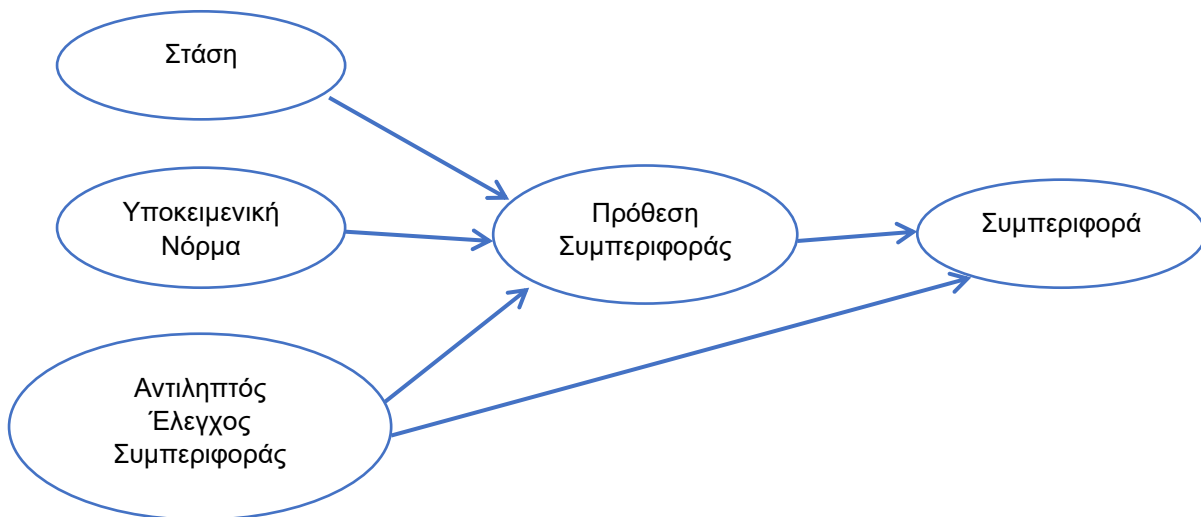 Στάση
Υποκειμενική
Νόρμα
Αντιληπτός
Έλεγχος
Συμπεριφοράς
Πρόθεση
Συμπεριφοράς
Συμπεριφορά